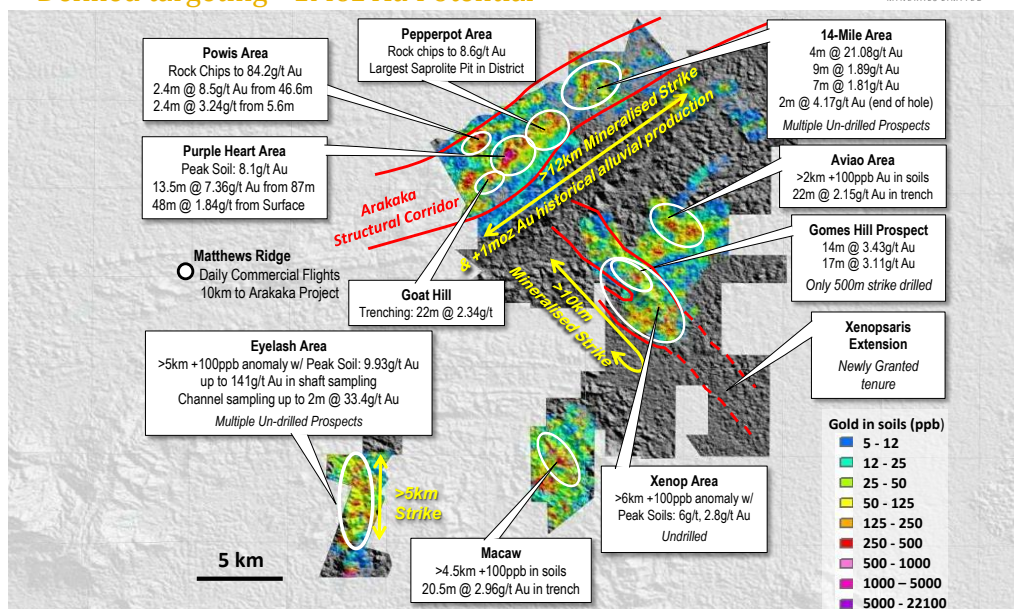 Powis Area
Rock Chips to 84.2g/t Au
2.4m @ 8.5g/t Au from 46.6m
2.4m @ 3.24g/t from 5.6m
Pepperpot Area
Rock chips to 8.6g/t Au
Largest Saprolite Pit in District
14-Mile Area
4m @ 21.08g/t Au
9m @ 1.89g/t Au
7m @ 1.81g/t Au
2m @ 4.17g/t Au (end of hole)
Multiple Un-drilled Prospects
Purple Heart Area
Peak Soil: 8.1g/t Au
13.5m @ 7.36g/t Au from 87m
48m @ 1.84g/t from Surface
Arakaka
Structural Corridor
>12km Mineralised Strike
& +1moz Au historical alluvial production
Aviao Area
>2km +100ppb Au in soils
22m @ 2.15g/t Au in trench
Gomes Hill Prospect
14m @ 3.43g/t Au
17m @ 3.11g/t Au
Only 500m strike drilled
Matthews Ridge
Daily Commercial Flights
10km to Arakaka Project
Goat Hill
Trenching: 22m @ 2.34g/t
>10km
Mineralised Strike
Xenopsaris
Extension
Newly Granted
tenure
Eyelash Area
>5km +100ppb anomaly w/ Peak Soil: 9.93g/t Au
up to 141g/t Au in shaft sampling
Channel sampling up to 2m @ 33.4g/t Au
Multiple Un-drilled Prospects
>5km
Strike
Xenop Area
>6km +100ppb anomaly w/
Peak Soils: 6g/t, 2.8g/t Au
Undrilled
Macaw
>4.5km +100ppb in soils
20.5m @ 2.96g/t Au in trench
5 km
Gold in soils (ppb)
5 - 12
12 - 25
25 - 50
50 - 125
125 - 250
250 - 500
500 - 1000
1000 – 5000
5000 - 22100